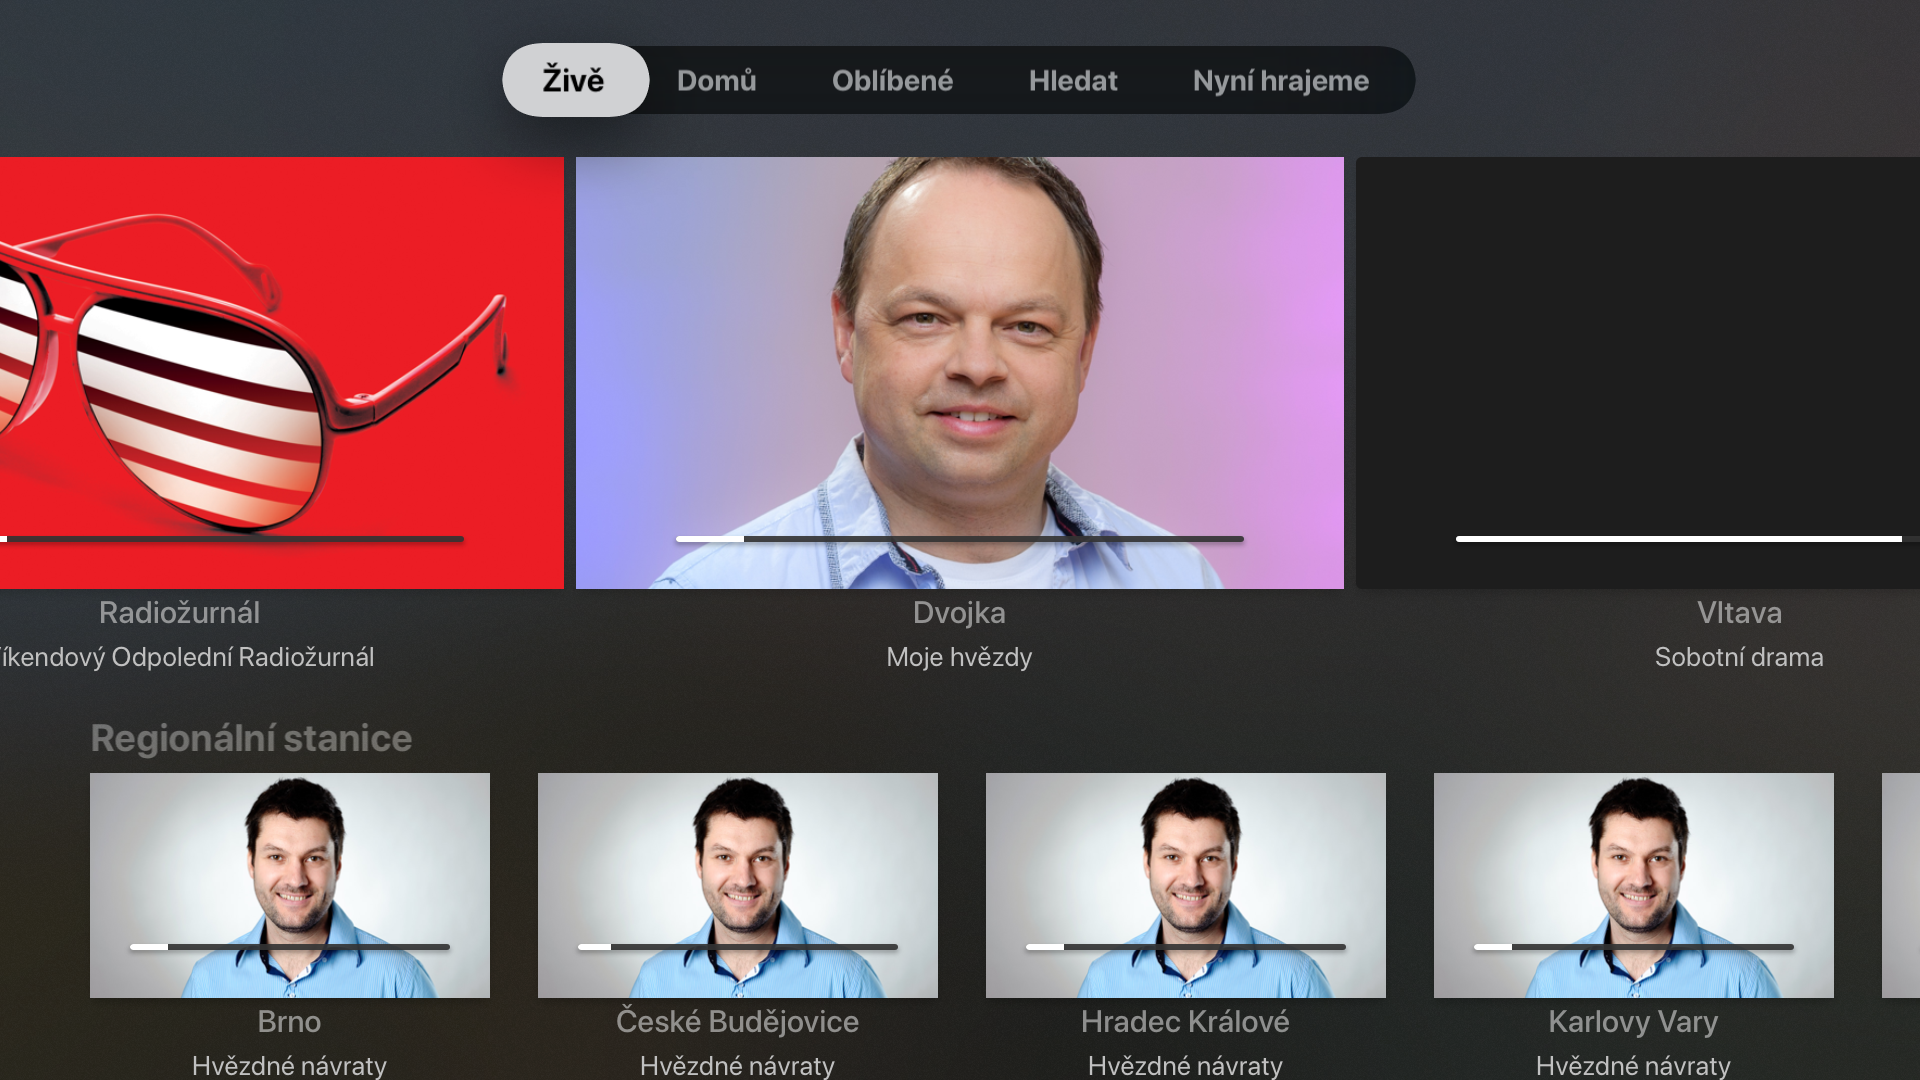 Živě
Domů
Oblíbené
Hledat
Nyní hrajeme
Radiožurnál
Odpolední Radiožurnál
Dvojka
Moje hvězdy
Vltava
Sobotní drama
Regionální stanice
Brno
Hvězdné návraty
České Budějovice
Hvězdné návraty
Hradec Králové
Hvězdné návraty
Karlovy Vary
Hvězdné návraty